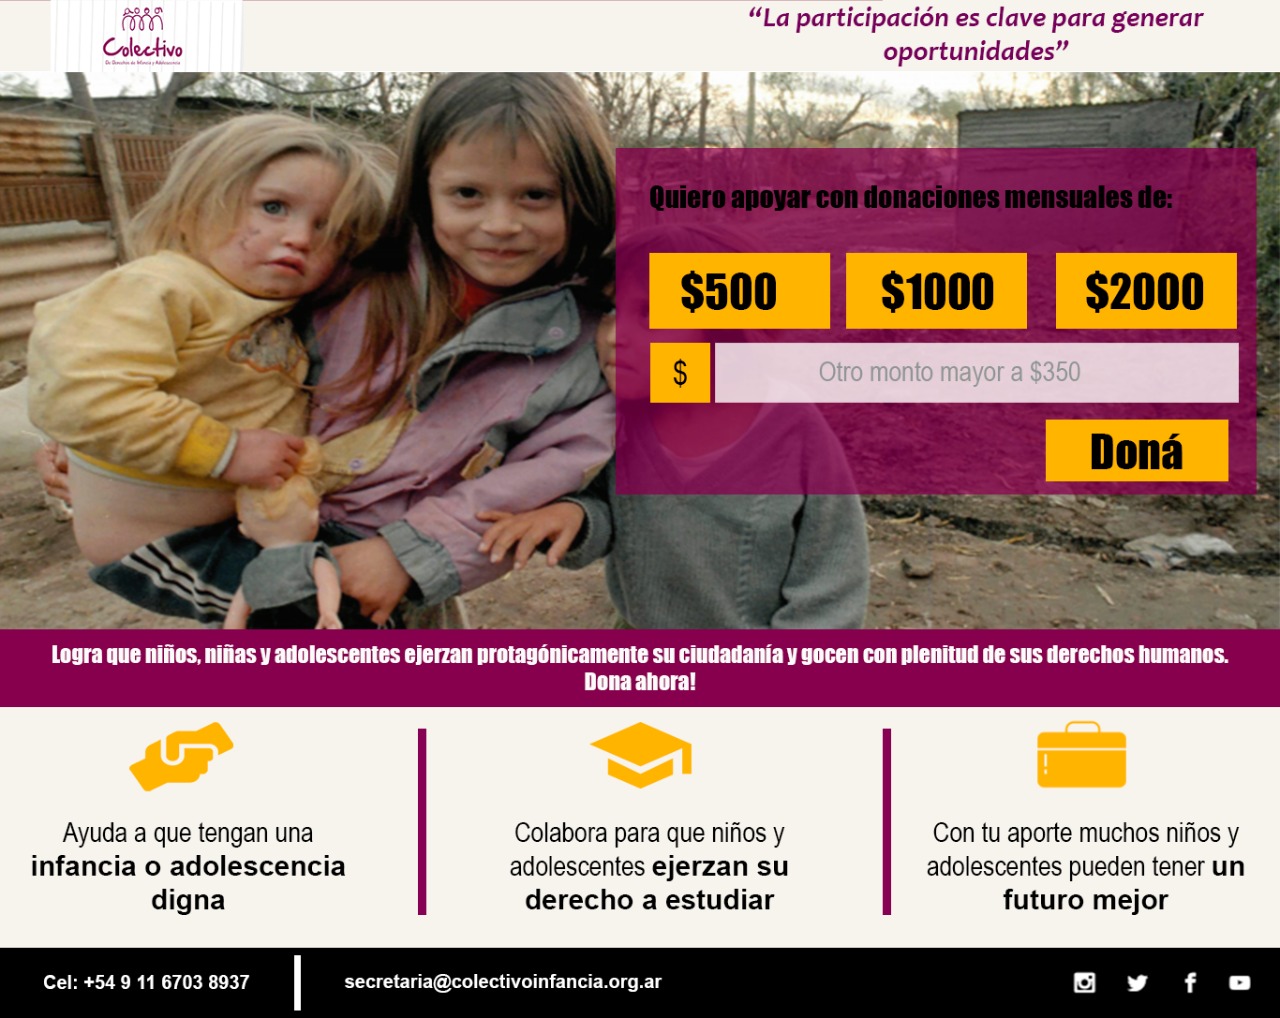 Colectivo
De Derechos de Infancia y Adolescencia
“La participación es clave para generar
oportunidades”
Quiero apoyar con donaciones mensuales de:
$500 $1000 $2000
$ Otro monto mayor a $350
Doná
Logra que niños, niñas y adolescentes ejerzan protagónicamente su ciudadanía y gocen con plenitud de sus derechos humanos.
Dona ahora!
Ayuda a que tengan una
infancia o adolescencia
digna
Colabora para que niños y
adolescentes ejerzan su
derecho a estudiar
Con tu aporte muchos niños y
adolescentes pueden tener un
futuro mejor
Cel: +54 9 11 6703 8937
secretaria@colectivoinfancia.org.ar